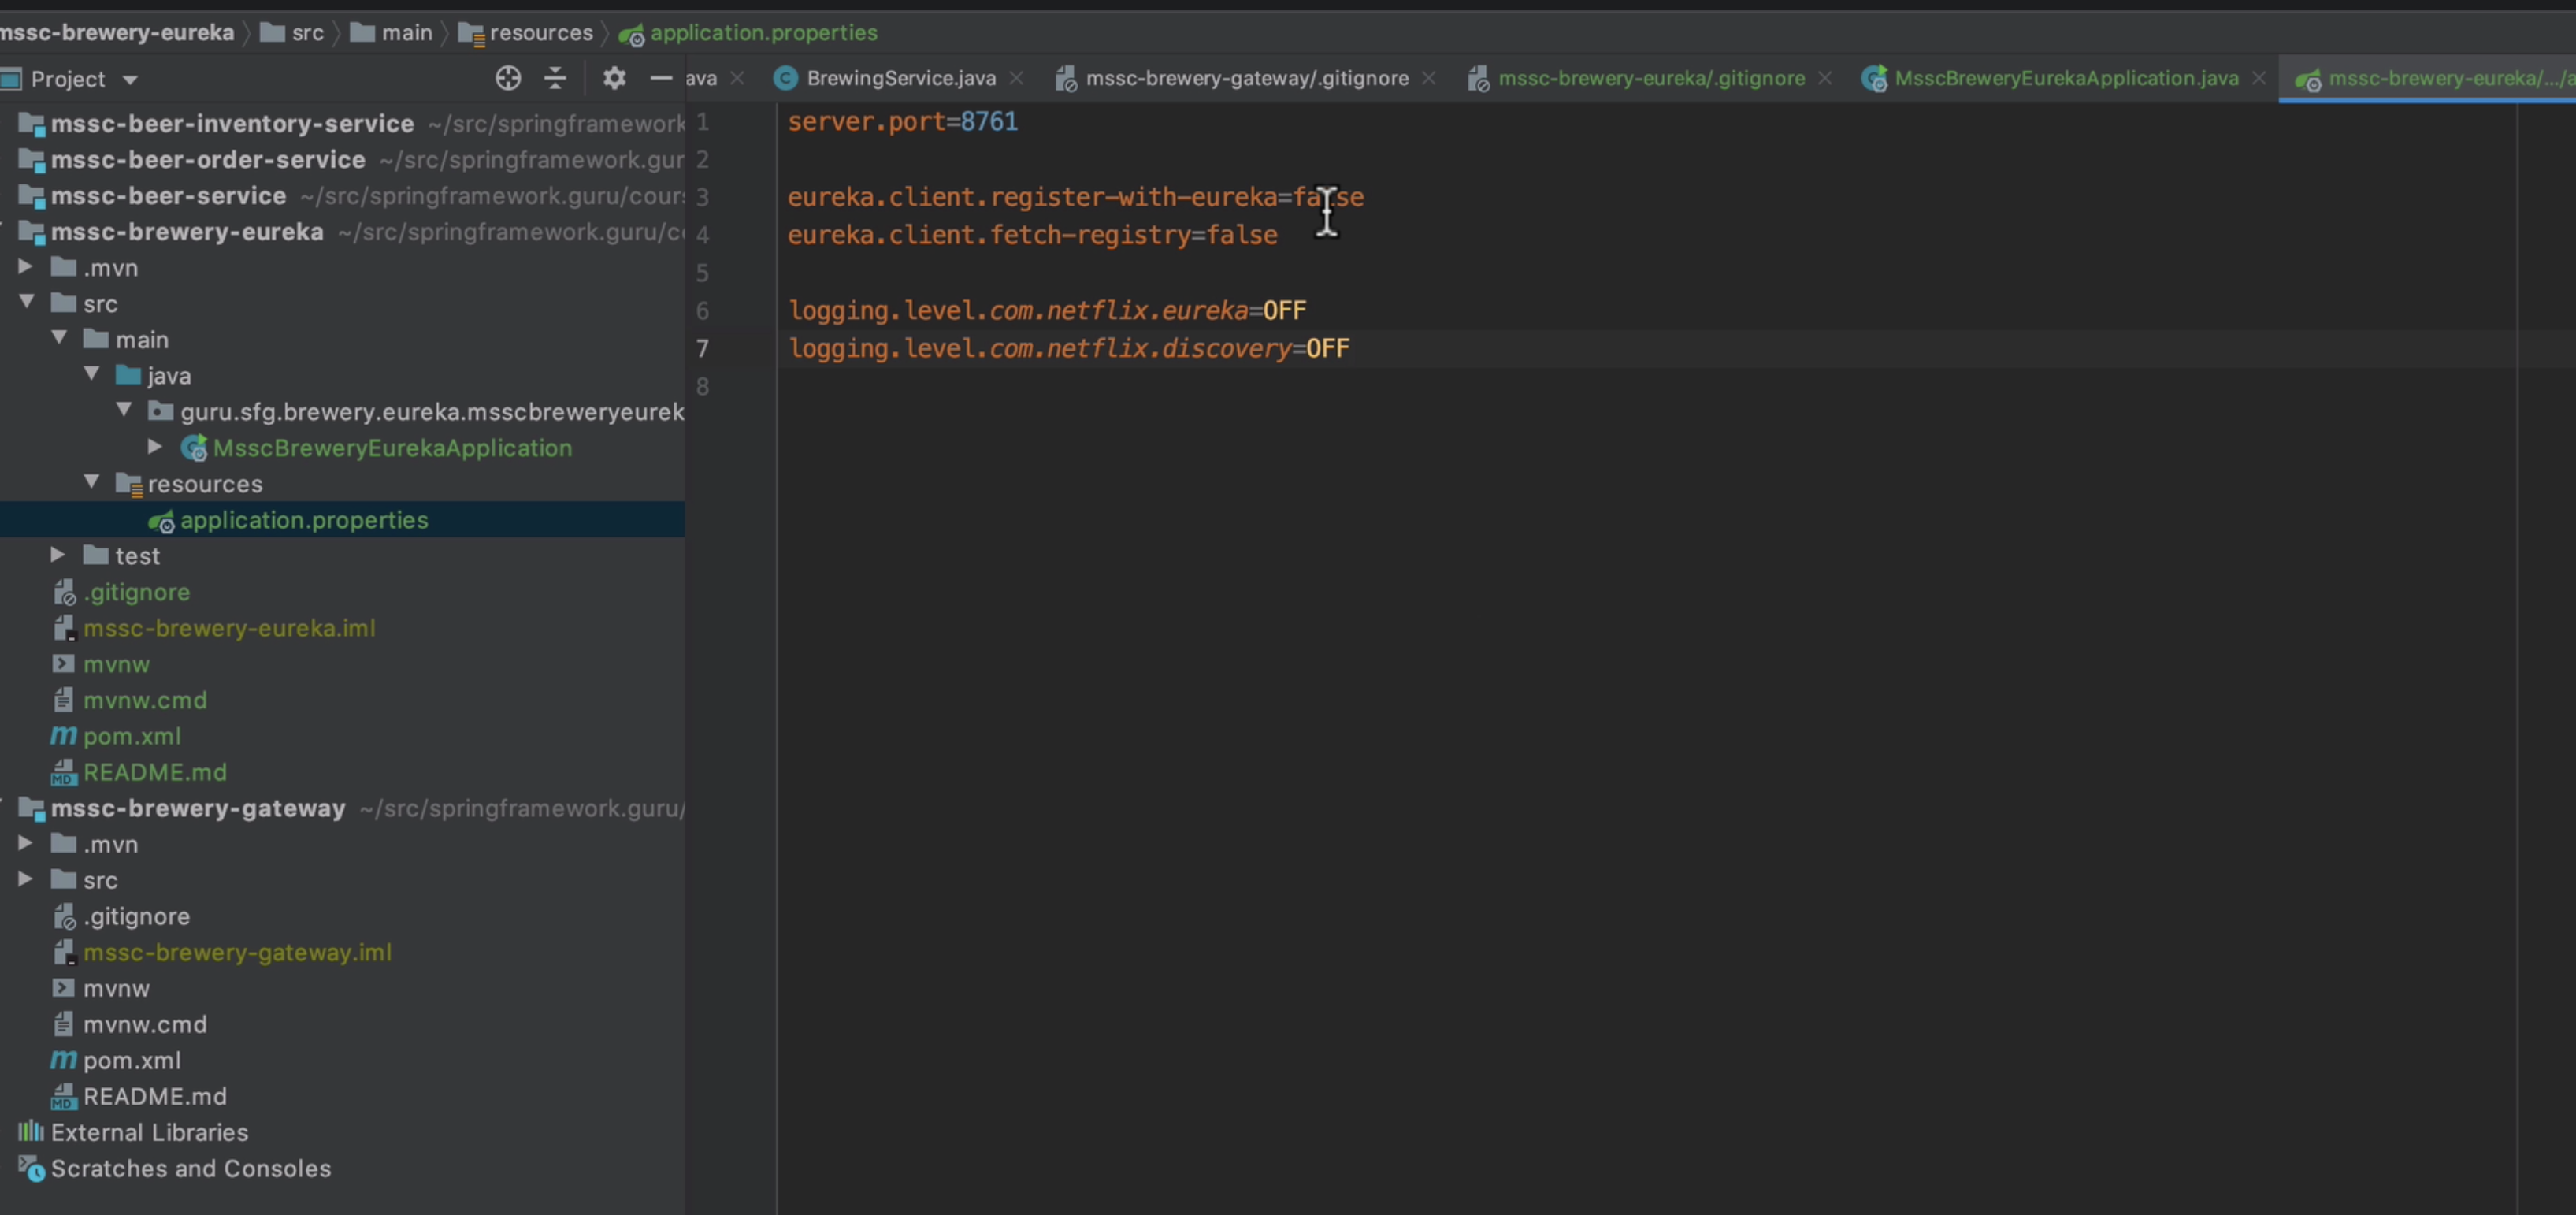 mssc-brewery-eureka src main resources application.properties
Project
ava BrewingService.java mssc-brewery-gateway/.gitignore mssc-brewery-eureka/.gitignore MsscBreweryEurekaApplication.java mssc-brewery-eureka/.../a
mssc-beer-inventory-service ~/src/springframework
mssc-beer-order-service ~/src/springframework.gur
mssc-beer-service ~/src/springframework.guru/cour
mssc-brewery-eureka ~/src/springframework.guru/c
.mvn
src
main
java
guru.sfg.brewery.eureka.msscbreweryeurek
MsscBreweryEurekaApplication
resources
application.properties
test
.gitignore
mssc-brewery-eureka.iml
mvnw
mvnw.cmd
pom.xml
README.md
mssc-brewery-gateway ~/src/springframework.guru/
.mvn
src
.gitignore
mssc-brewery-gateway.iml
mvnw
mvnw.cmd
pom.xml
README.md
External Libraries
Scratches and Consoles
1 server.port=8761
2
3 eureka.client.register-with-eureka=false
4 eureka.client.fetch-registry=false
5
6 logging.level.com.netflix.eureka=OFF
7 logging.level.com.netflix.discovery=OFF
8